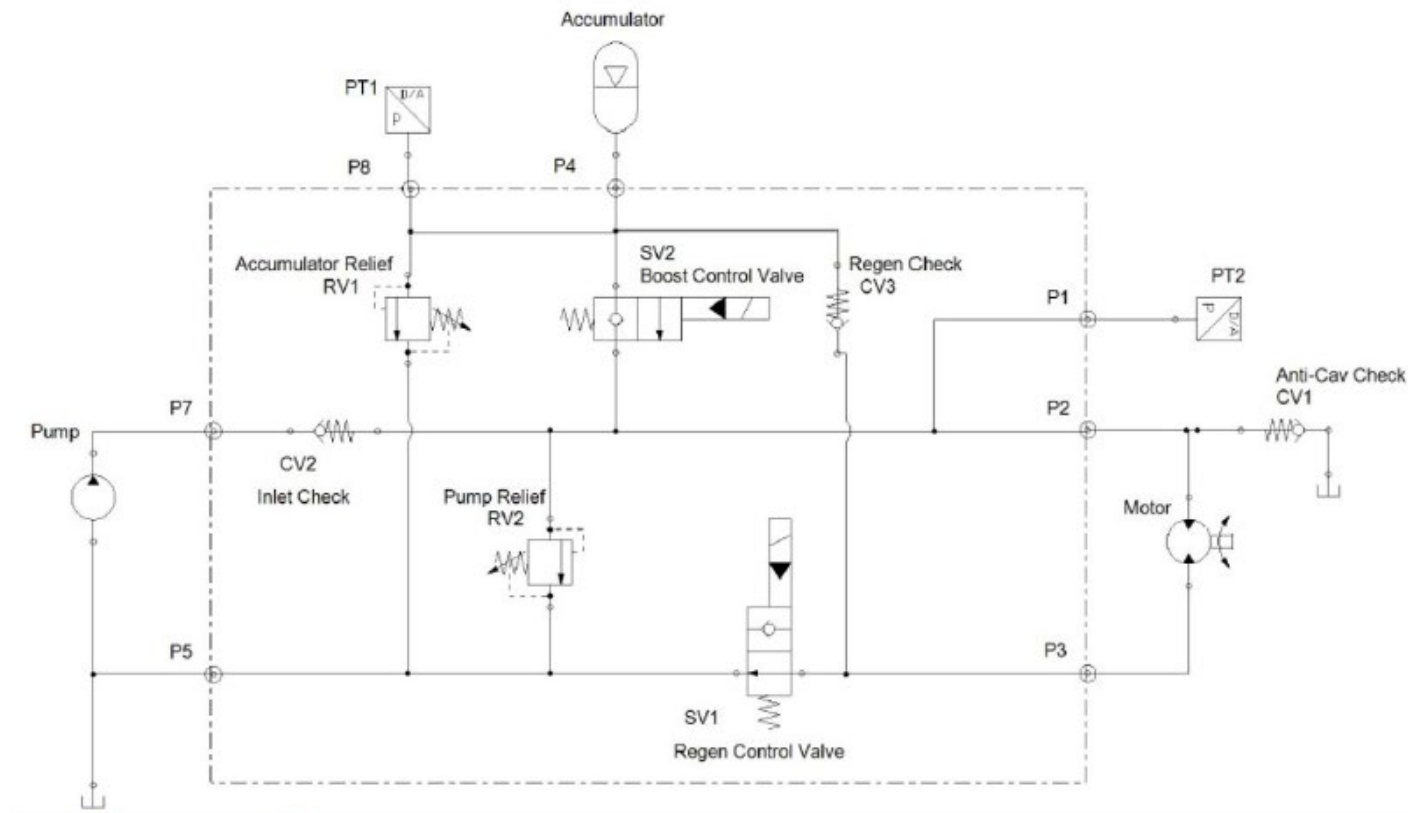 Accumulator
PT1
D/A
P
P8
P4
SV2
Boost Control Valve
Accumulator Relief
RV1
Regen Check
CV3
PT2
P1
P
D/A
Anti-Cav Check
CV1
P7
P2
Pump
CV2
Inlet Check
Pump Relief
RV2
Motor
P5
P3
SV1
Regen Control Valve